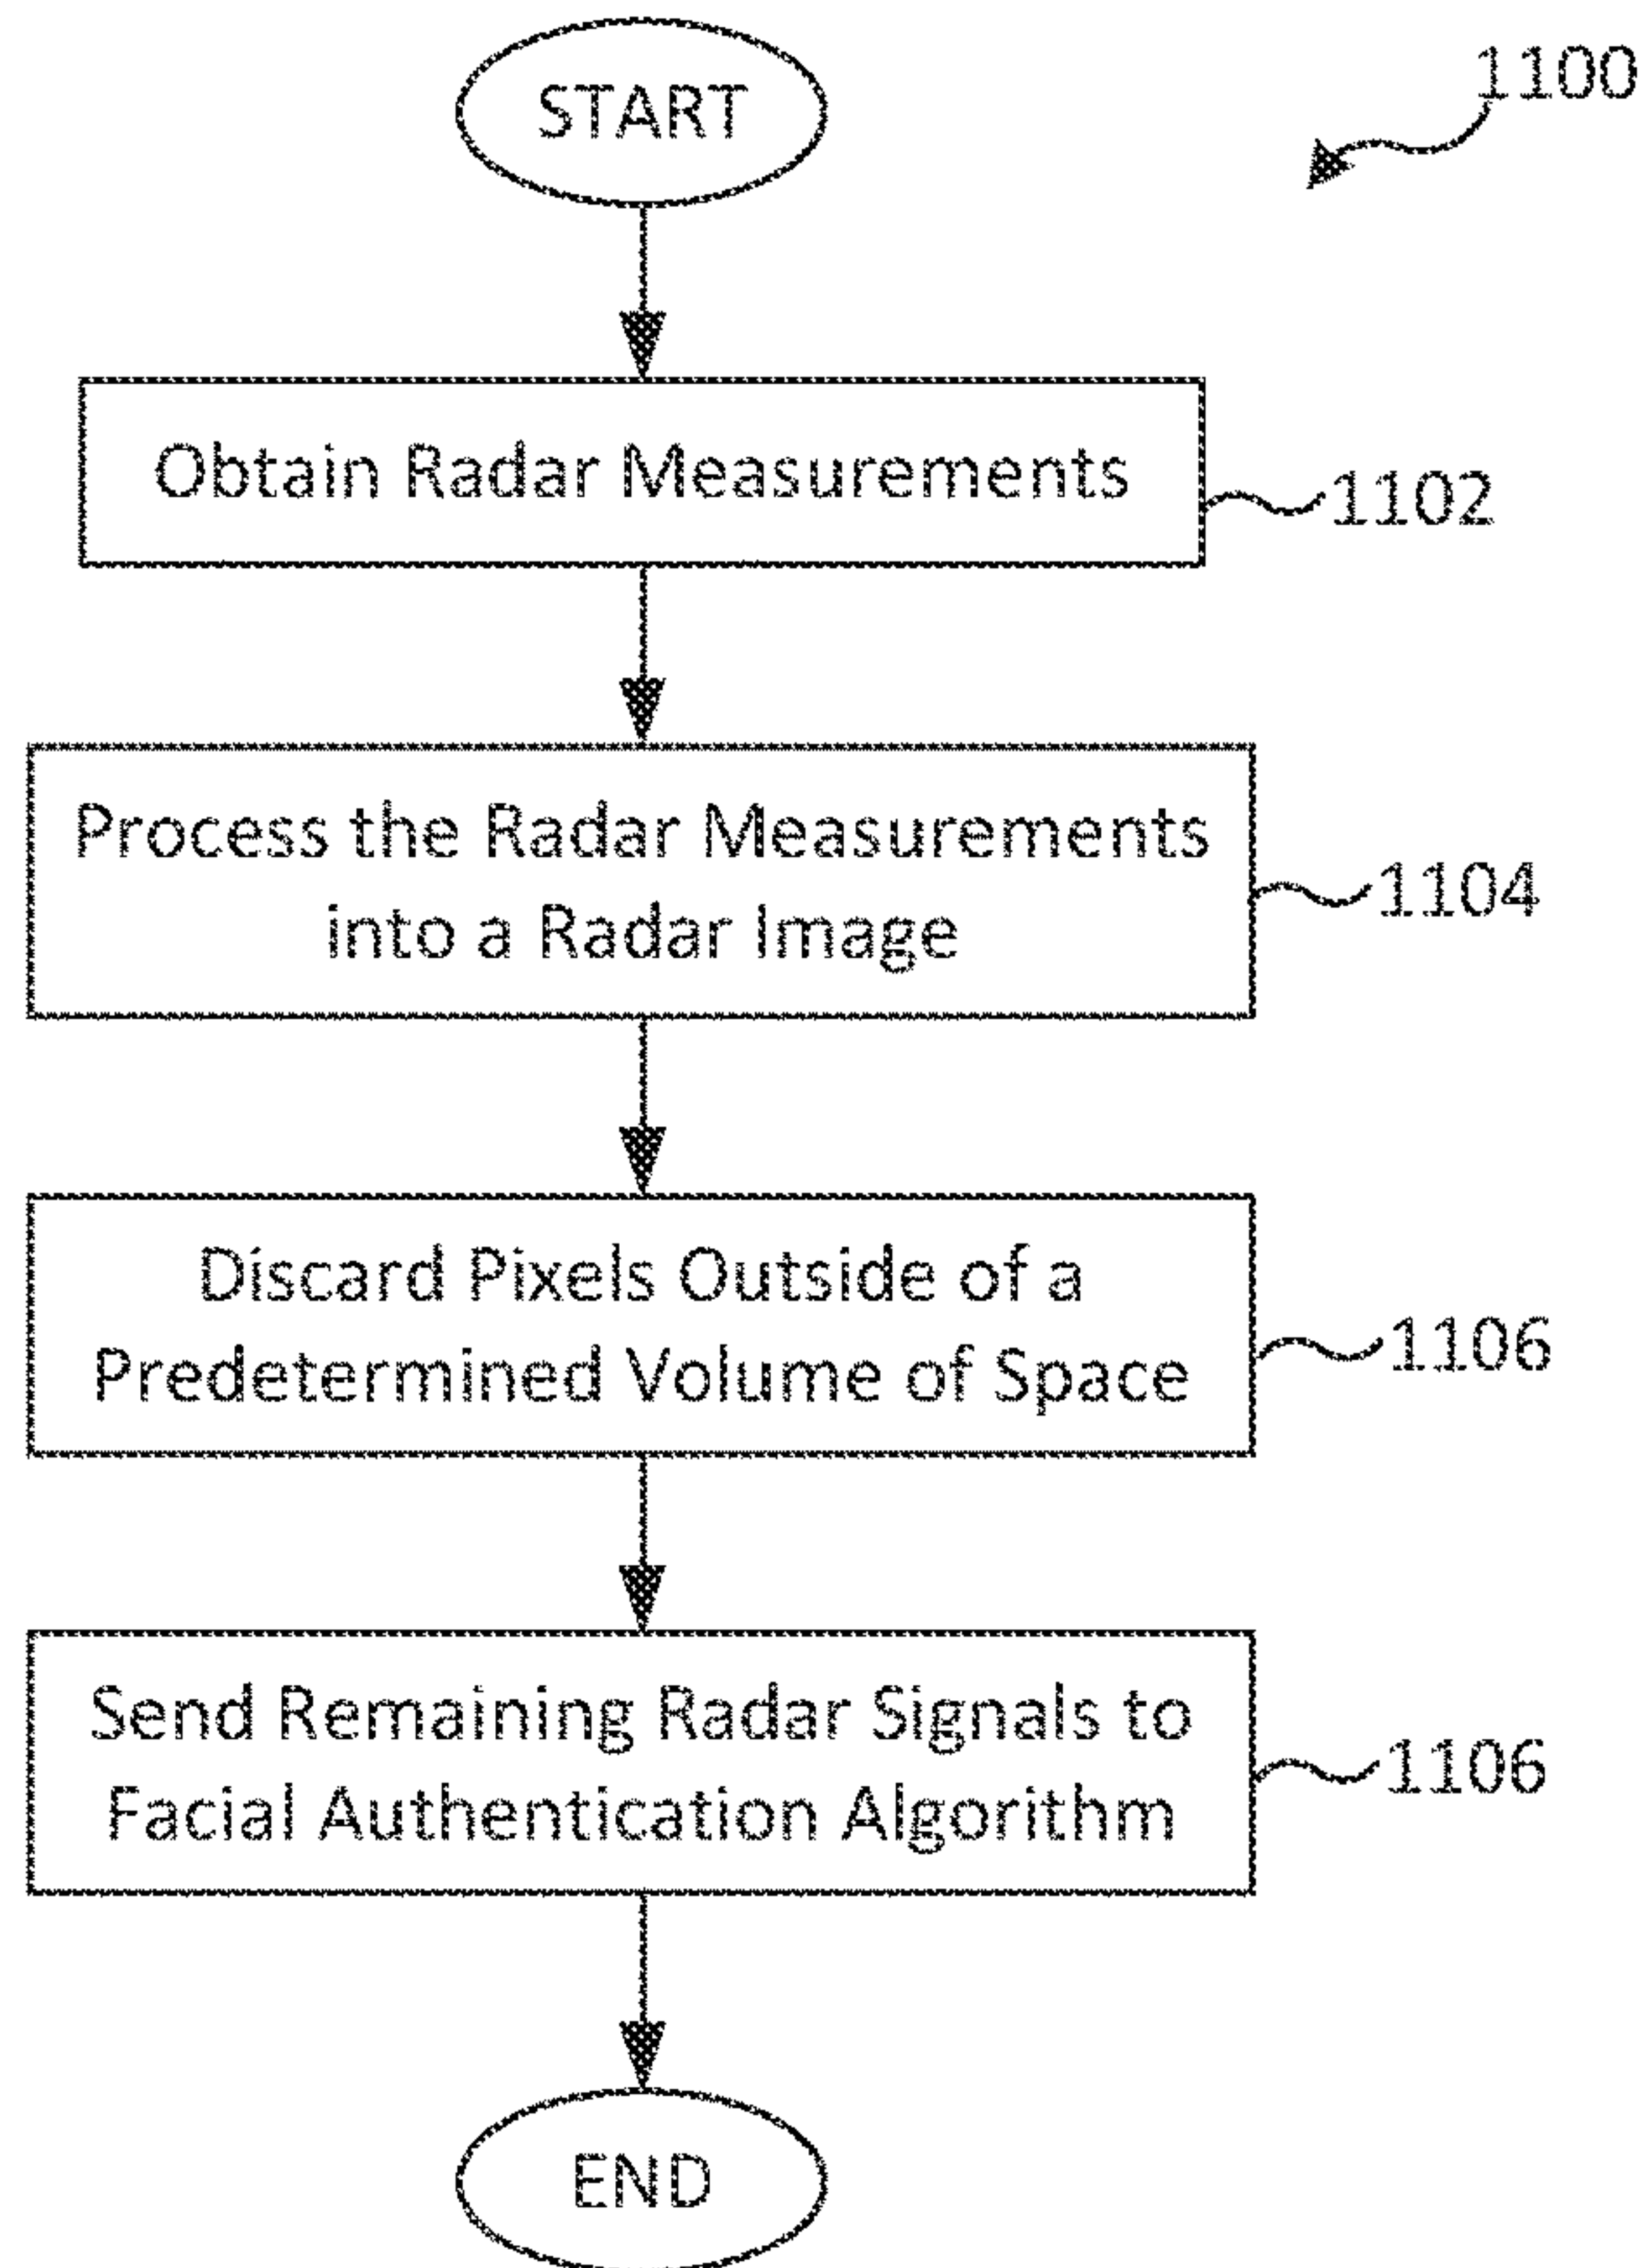 START
1100
Obtain Radar Measurements
1102
Process the Radar Measurements
into a Radar Image
1104
Discard Pixels Outside of a
Predetermined Volume of Space
1106
Send Remaining Radar Signals to
Facial Authentication Algorithm
1106
END